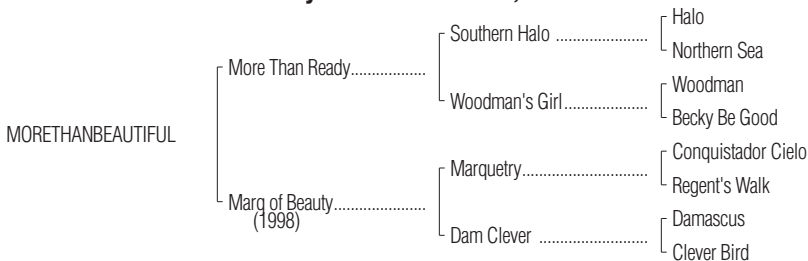 Halo
Southern Halo ......................
Northern Sea
More Than Ready..................
Woodman
Woodman's Girl....................
Becky Be Good
MORETHANBEAUTIFUL
Conquistador Cielo
Marquetry..............................
Regent's Walk
Marq of Beauty......................
(1998)
Damascus
Dam Clever ..........................
Clever Bird